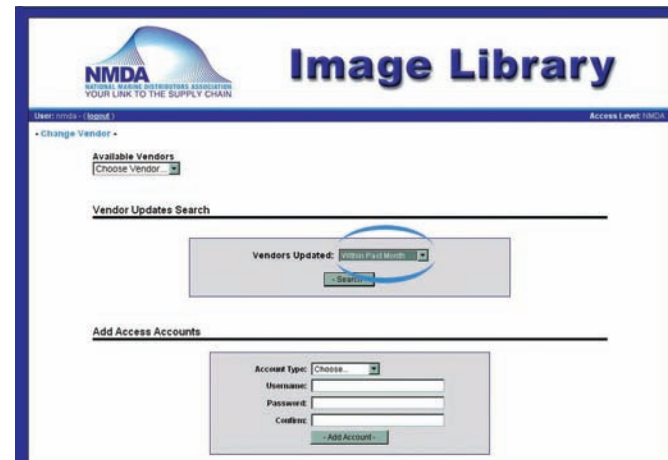 NMDA
NATIONAL MARINE DISTRIBUTORS ASSOCIATION
YOUR LINK TO THE SUPPLY CHAIN
Image Library
User: nmda - ( logout )
Access Level: NMDA
- Change Vendor -
Available Vendors
Choose Vendor...
Vendor Updates Search
Vendors Updated: Within Past Month
- Search -
Add Access Accounts
Account Type: Choose...
Username:
Password:
Confirm:
- Add Account -